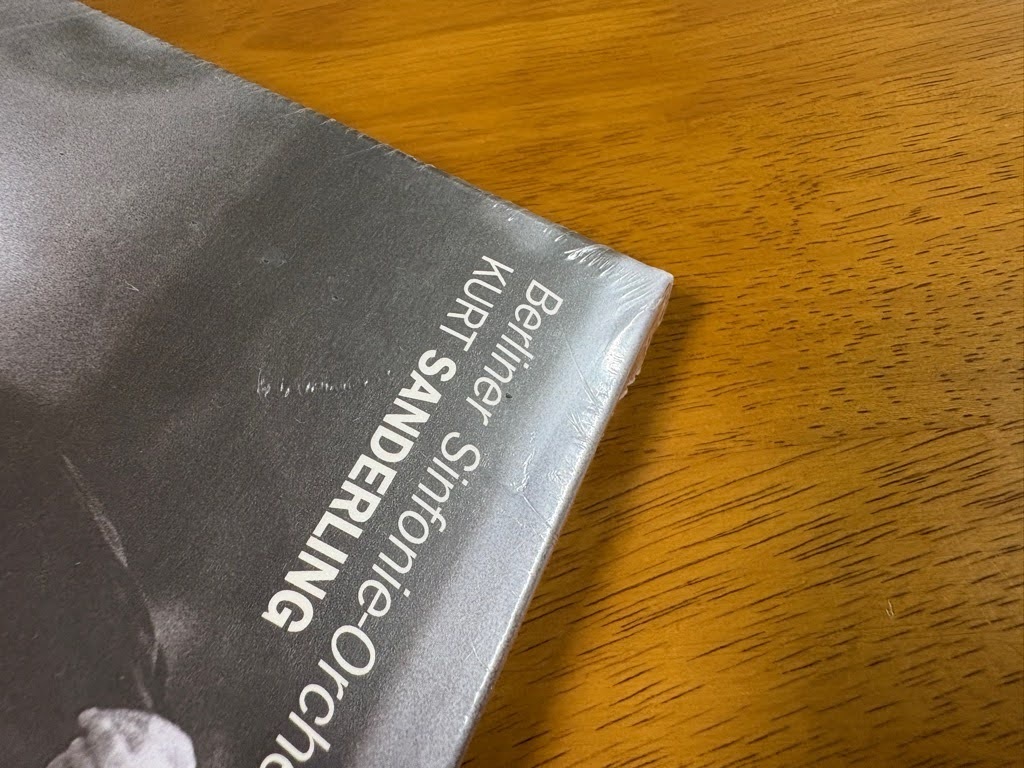 Berliner Sinfonie-Orche
KURT SANDERLING